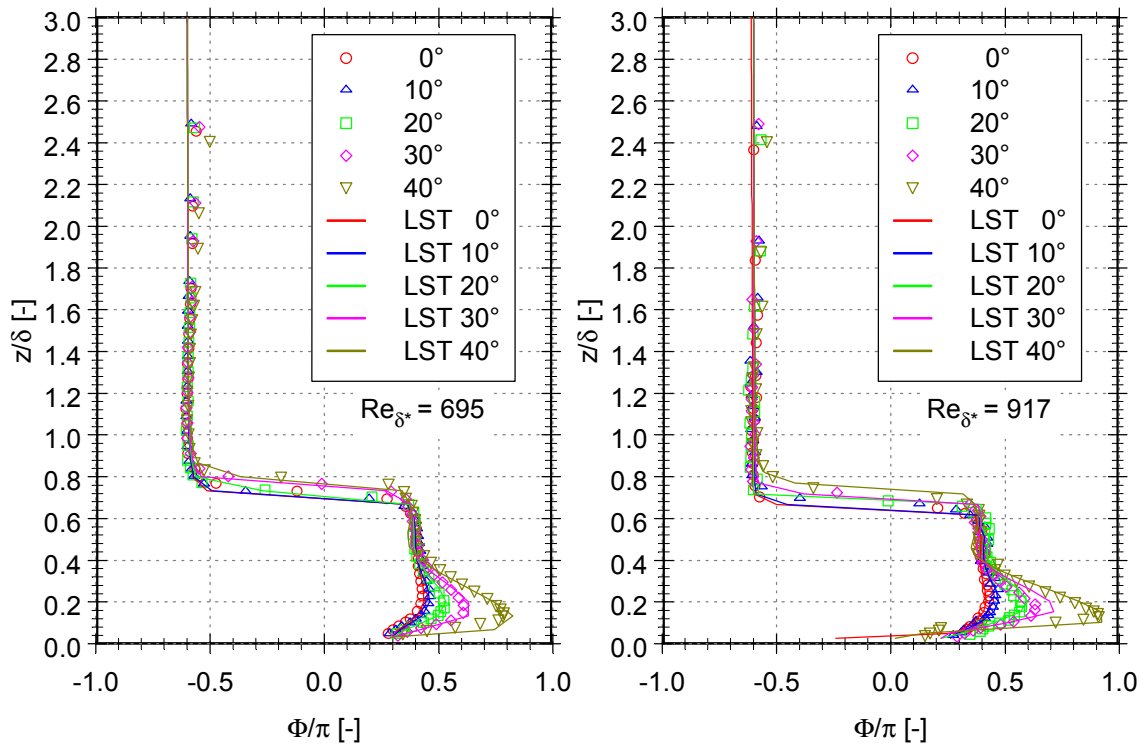 3.0
2.8
2.6
2.4
2.2
2.0
1.8
1.6
1.4
1.2
1.0
0.8
0.6
0.4
0.2
0.0
z/δ [-]
-1.0 -0.5 0.0 0.5 1.0
Φ/π [-]
0°
10°
20°
30°
40°
LST 0°
LST 10°
LST 20°
LST 30°
LST 40°
Re_δ* = 695
3.0
2.8
2.6
2.4
2.2
2.0
1.8
1.6
1.4
1.2
1.0
0.8
0.6
0.4
0.2
0.0
z/δ [-]
-1.0 -0.5 0.0 0.5 1.0
Φ/π [-]
0°
10°
20°
30°
40°
LST 0°
LST 10°
LST 20°
LST 30°
LST 40°
Re_δ* = 917